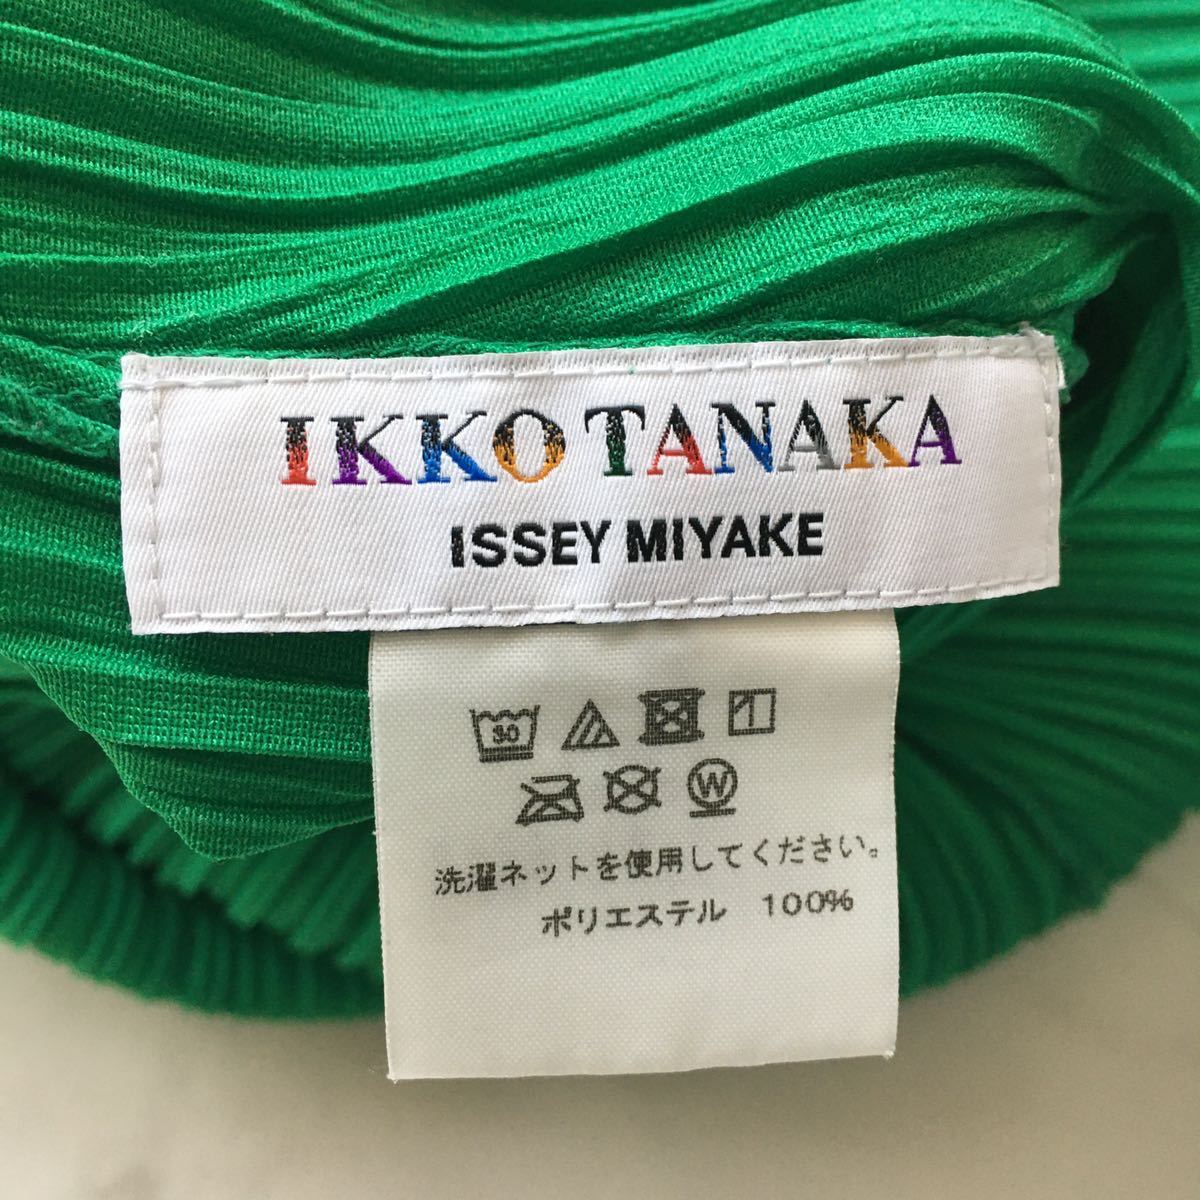 IKKO TANAKA
ISSEY MIYAKE
30
W
洗濯ネットを使用してください。
ポリエステル 100%